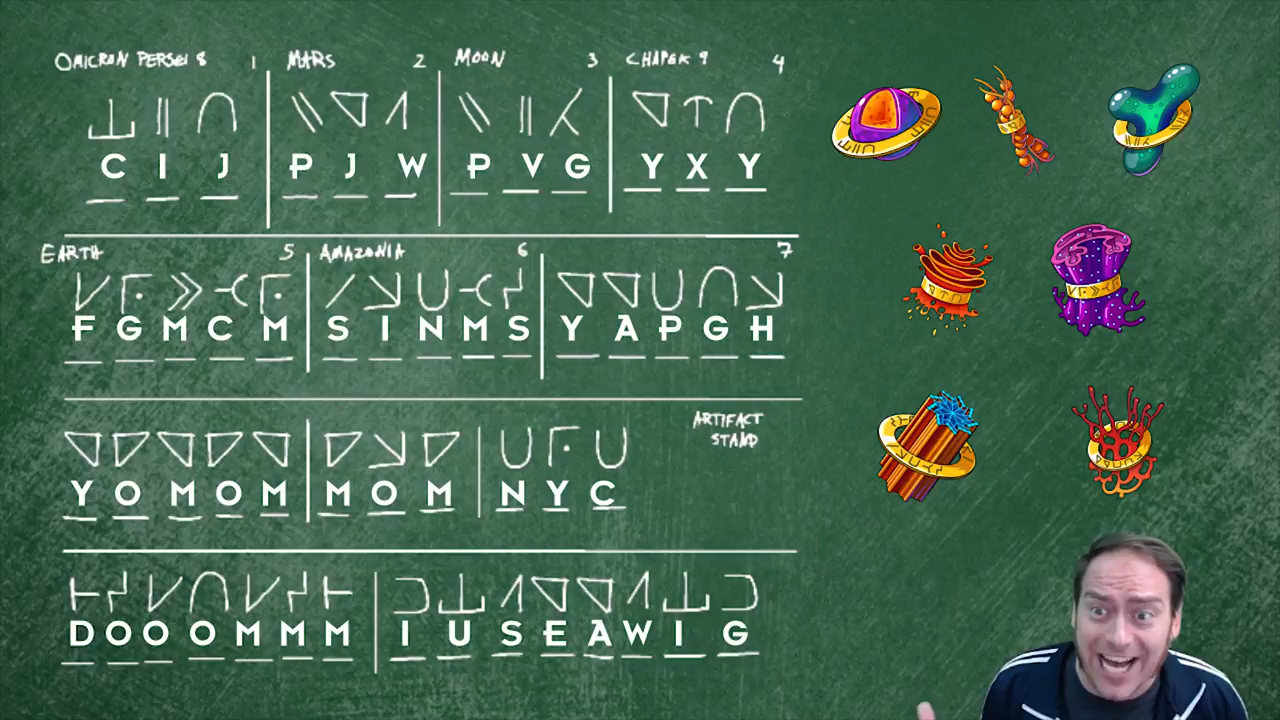 OMICRON PERSEI 8 1 MARS 2 MOON 3 CHAPEK 9 4
C I J P J W P V G Y X Y
EARTH 5 AMAZONIA 6 7
F G M C M S I N M S Y A P G H
ARTIFACT
STAND
Y O M O M M O M N Y C
D O O O M M M I U S E A W I G